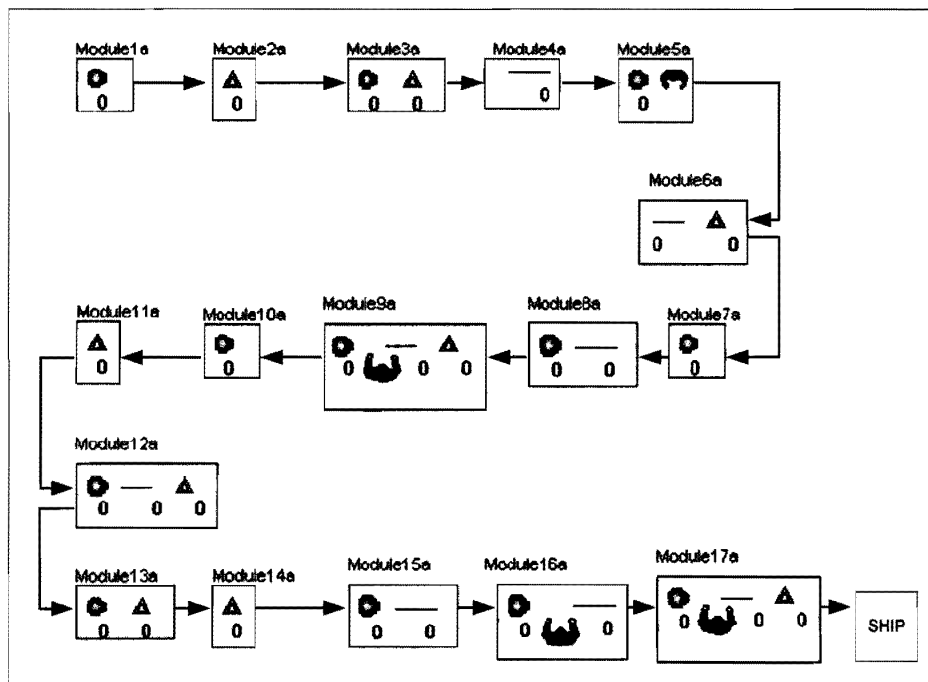 Module1a Module2a Module3a Module4a Module5a
0 0 0 0 0 0
Module6a
0 0
Module11a Module10a Module9a Module8a Module7a
0 0 0 0 0 0 0 0
Module12a
0 0 0
Module13a Module14a Module15a Module16a Module17a
0 0 0 0 0 0 0 0 0 0
SHIP